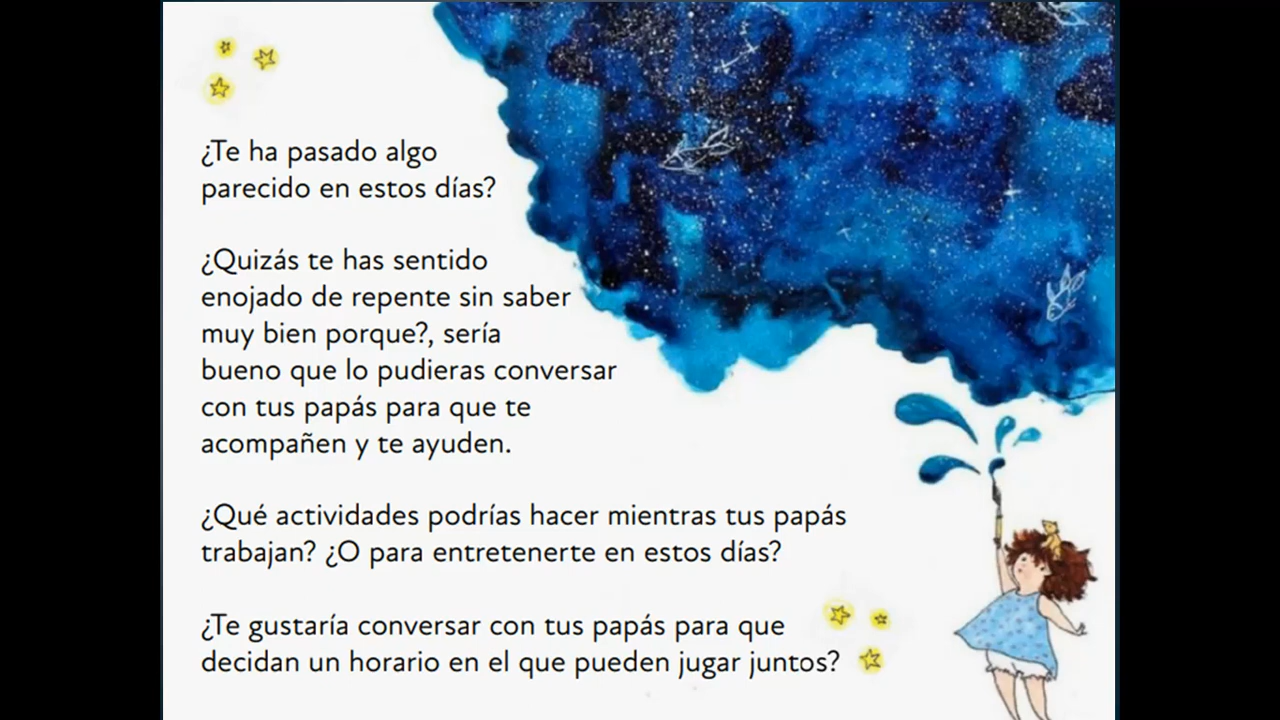 ¿Te ha pasado algo
parecido en estos días?
¿Quizás te has sentido
enojado de repente sin saber
muy bien porque?, sería
bueno que lo pudieras conversar
con tus papás para que te
acompañen y te ayuden.
¿Qué actividades podrías hacer mientras tus papás
trabajan? ¿O para entretenerte en estos días?
¿Te gustaría conversar con tus papás para que
decidan un horario en el que pueden jugar juntos?